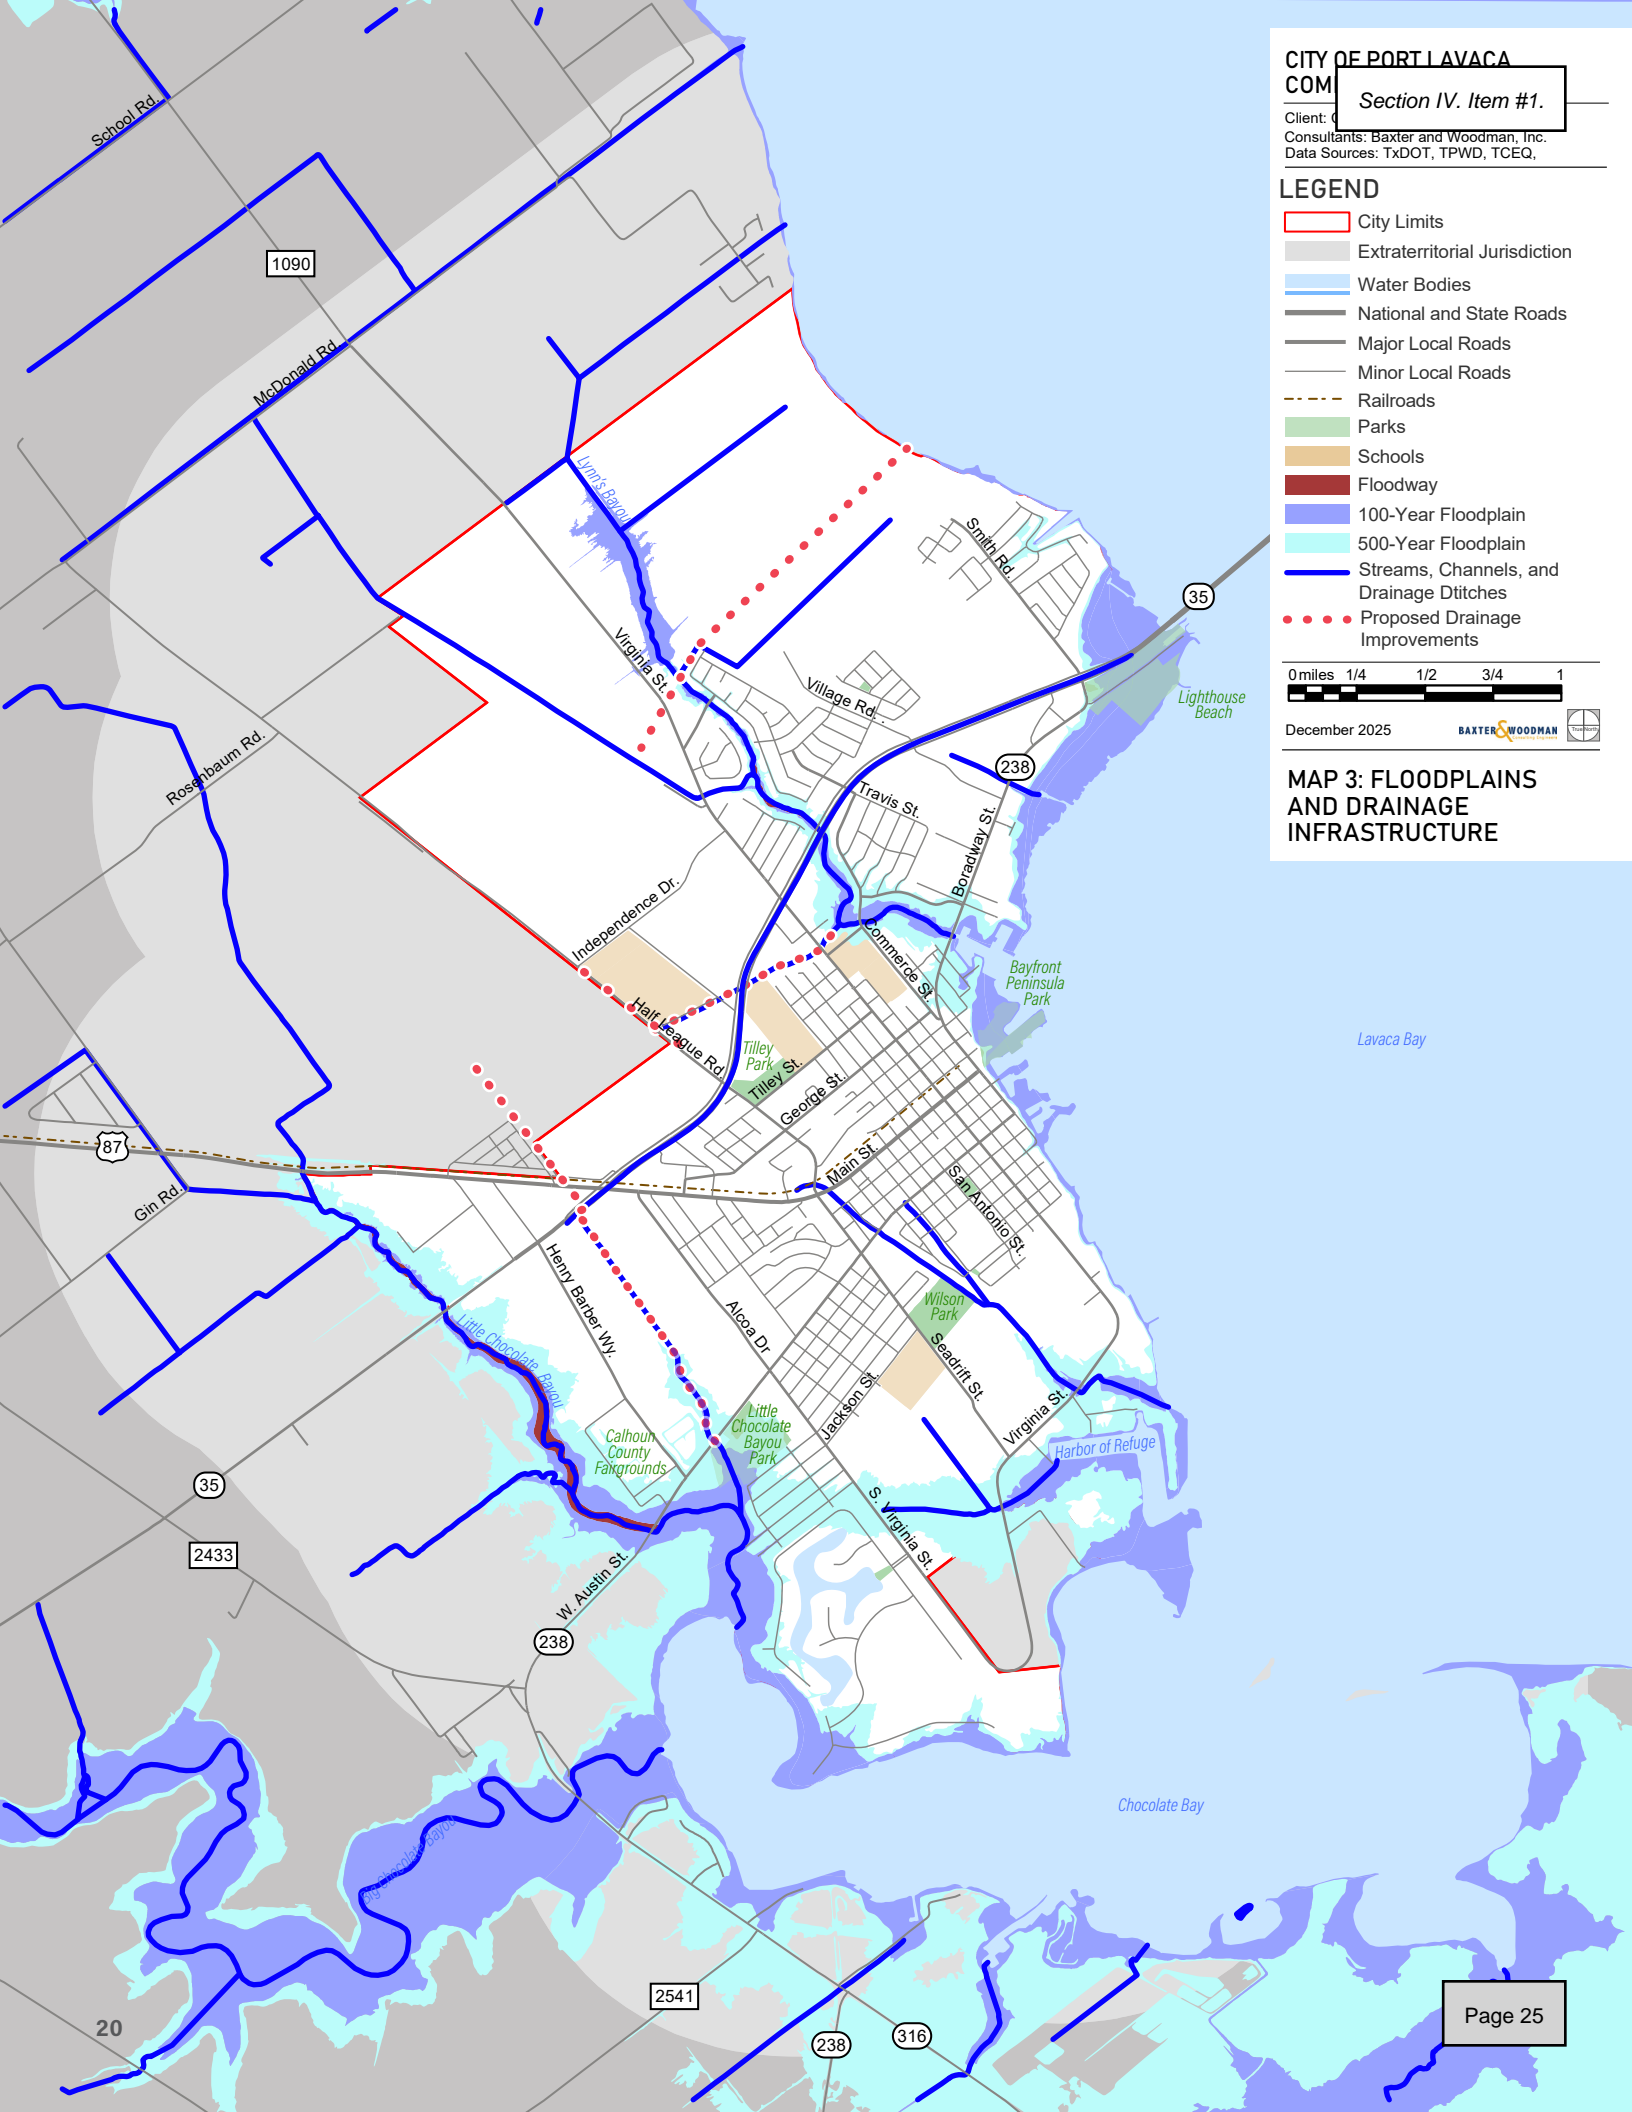 CITY OF PORT LAVACA
COM
Section IV. Item #1.
Client:
Consultants: Baxter and Woodman, Inc.
Data Sources: TxDOT, TPWD, TCEQ,
LEGEND
City Limits
Extraterritorial Jurisdiction
Water Bodies
National and State Roads
Major Local Roads
Minor Local Roads
Railroads
Parks
Schools
Floodway
100-Year Floodplain
500-Year Floodplain
Streams, Channels, and
Drainage Dtitches
Proposed Drainage
Improvements
0 miles 1/4 1/2 3/4 1
December 2025
BAXTER & WOODMAN
Consulting Engineers
True North
MAP 3: FLOODPLAINS
AND DRAINAGE
INFRASTRUCTURE
School Rd.
1090
McDonald Rd.
Lynn's Bayou
Smith Rd.
35
Virginia St.
Village Rd.
Lighthouse
Beach
238
Rosenbaum Rd.
Travis St.
Boradway St.
Independence Dr.
Commerce St.
Bayfront
Peninsula
Park
Half League Rd.
Tilley
Park
Tilley St.
George St.
Lavaca Bay
87
Main St.
Gin Rd.
San Antonio St.
Henry Barber Wy.
Alcoa Dr
Wilson
Park
Little Chocolate Bayou
Seadrift St.
Jackson St.
Virginia St.
Little
Chocolate
Bayou
Park
Calhoun
County
Fairgrounds
Harbor of Refuge
35
S. Virginia St.
2433
W. Austin St.
238
Chocolate Bay
Big Chocolate Bayou
2541
238
316
20
Page 25